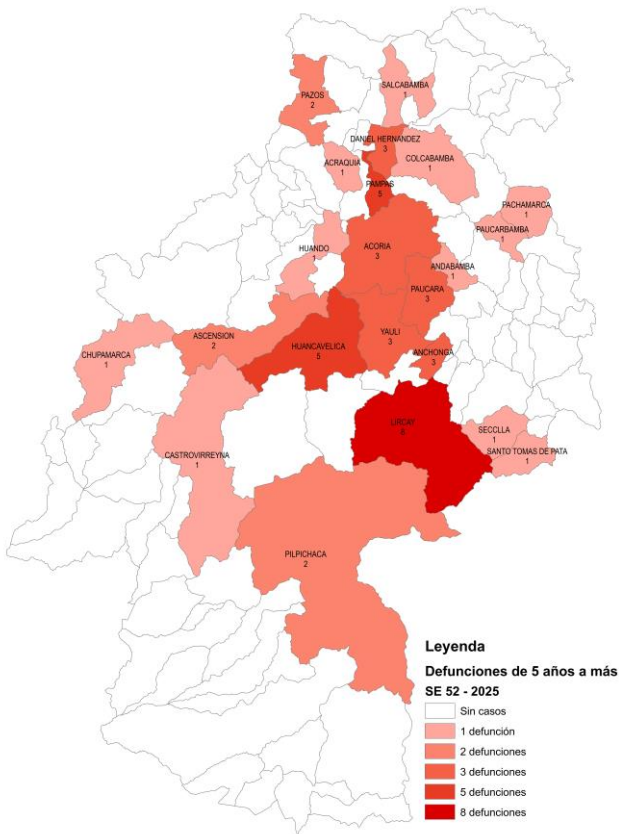 SALCABAMBA
1
PAZOS
2
DANIEL HERNANDEZ
3
COLCABAMBA
1
ACRAQUIA
1
PAMPAS
5
PACHAMARCA
1
PAUCARBAMBA
1
HUANDO
1
ACORIA
3
ANDABAMBA
1
PAUCARA
3
ASCENSION
2
YAULI
3
HUANCAVELICA
5
ANCHONGA
3
CHUPAMARCA
1
LIRCAY
8
SECCLLA
1
SANTO TOMAS DE PATA
1
CASTROVIRREYNA
1
PILPICHACA
2
Leyenda
Defunciones de 5 años a más
SE 52 - 2025
Sin casos
1 defunción
2 defunciones
3 defunciones
5 defunciones
8 defunciones